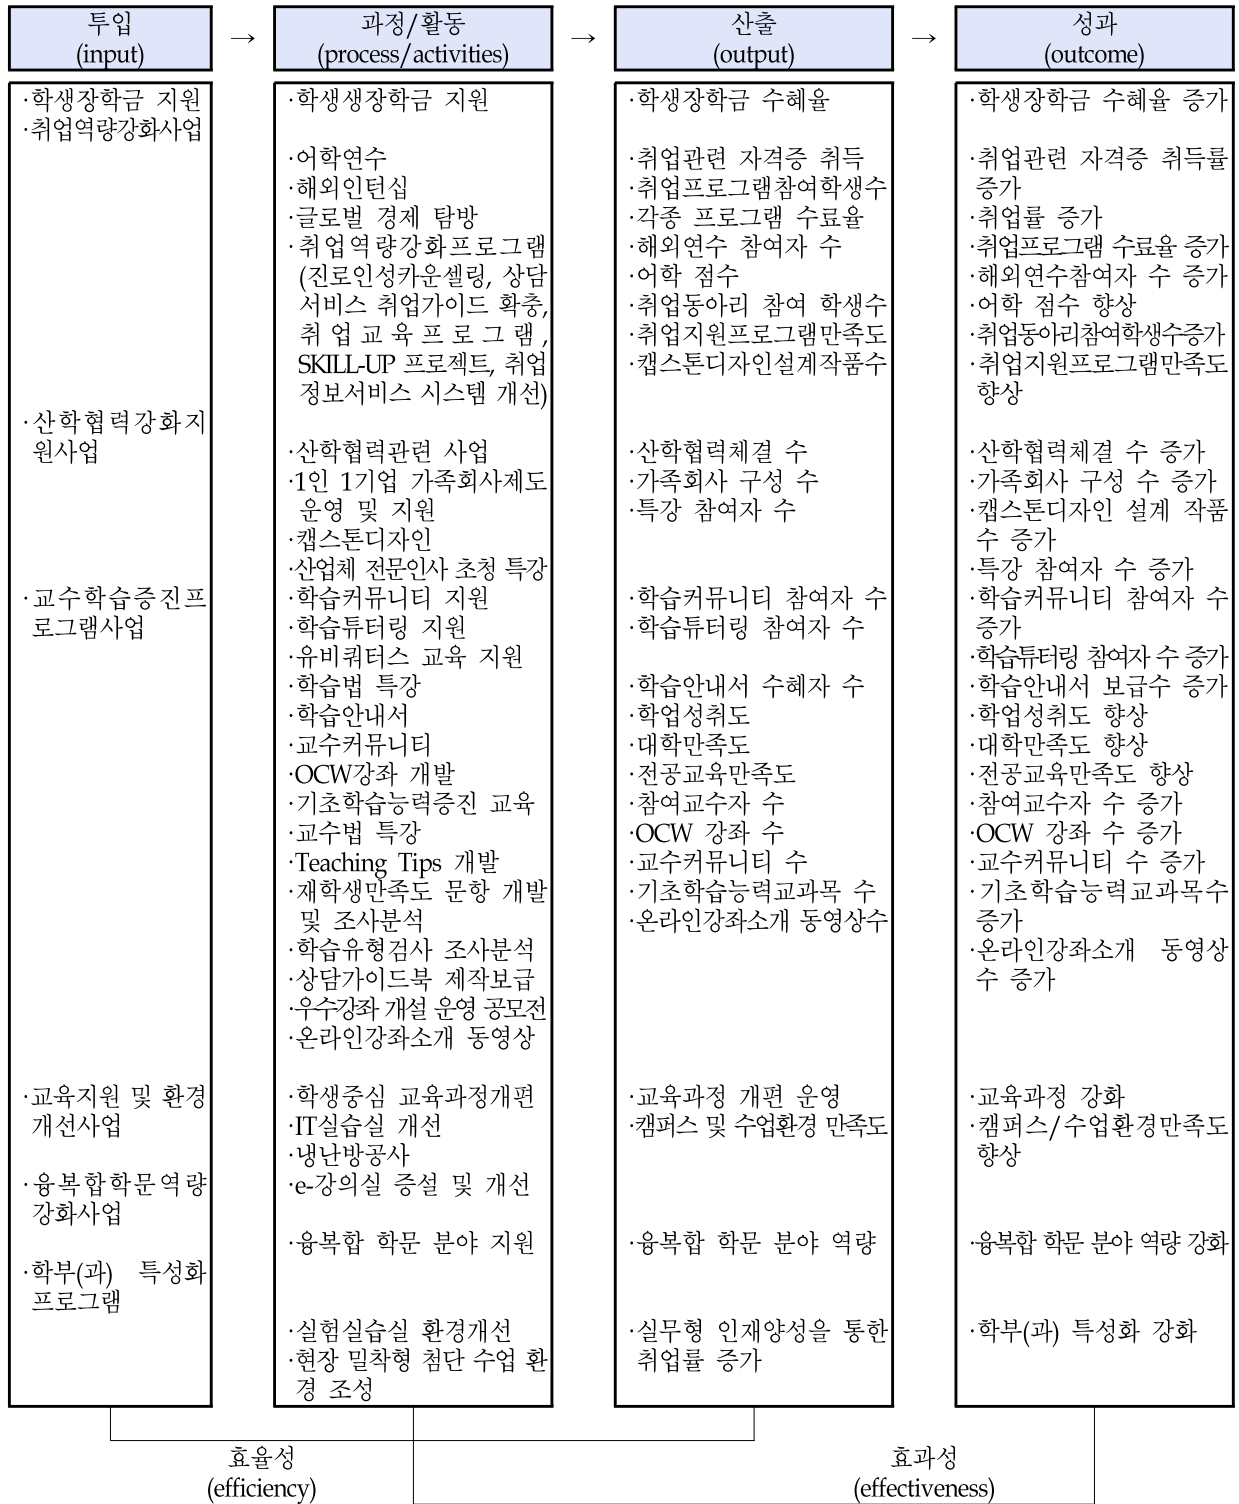 투입
(input)
→
과정/활동
(process/activities)
→
산출
(output)
→
성과
(outcome)
·학생장학금 지원
·취업역량강화사업
·산학협력강화지
원사업
·교수학습증진프
로그램사업
·교육지원 및 환경
개선사업
·융복합학문역량
강화사업
·학부(과) 특성화
프로그램
·학생생장학금 지원
·어학연수
·해외인턴십
·글로벌 경제 탐방
·취업역량강화프로그램
(진로인성카운셀링, 상담
서비스 취업가이드 확충,
취업교육프로그램,
SKILL-UP 프로젝트, 취업
정보서비스 시스템 개선)
·산학협력관련 사업
·1인 1기업 가족회사제도
운영 및 지원
·캡스톤디자인
·산업체 전문인사 초청 특강
·학습커뮤니티 지원
·학습튜터링 지원
·유비쿼터스 교육 지원
·학습법 특강
·학습안내서
·교수커뮤니티
·OCW강좌 개발
·기초학습능력증진 교육
·교수법 특강
·Teaching Tips 개발
·재학생만족도 문항 개발
및 조사분석
·학습유형검사 조사분석
·상담가이드북 제작보급
·우수강좌 개설 운영 공모전
·온라인강좌소개 동영상
·학생중심 교육과정개편
·IT실습실 개선
·냉난방공사
·e-강의실 증설 및 개선
·융복합 학문 분야 지원
·실험실습실 환경개선
·현장 밀착형 첨단 수업 환
경 조성
·학생장학금 수혜율
·취업관련 자격증 취득
·취업프로그램참여학생수
·각종 프로그램 수료율
·해외연수 참여자 수
·어학 점수
·취업동아리 참여 학생수
·취업지원프로그램만족도
·캡스톤디자인설계작품수
·산학협력체결 수
·가족회사 구성 수
·특강 참여자 수
·학습커뮤니티 참여자 수
·학습튜터링 참여자 수
·학습안내서 수혜자 수
·학업성취도
·대학만족도
·전공교육만족도
·참여교수자 수
·OCW 강좌 수
·교수커뮤니티 수
·기초학습능력교과목 수
·온라인강좌소개 동영상수
·교육과정 개편 운영
·캠퍼스 및 수업환경 만족도
·융복합 학문 분야 역량
·실무형 인재양성을 통한
취업률 증가
·학생장학금 수혜율 증가
·취업관련 자격증 취득률
증가
·취업률 증가
·취업프로그램 수료율 증가
·해외연수참여자 수 증가
·어학 점수 향상
·취업동아리참여학생수증가
·취업지원프로그램만족도
향상
·산학협력체결 수 증가
·가족회사 구성 수 증가
·캡스톤디자인 설계 작품
수 증가
·특강 참여자 수 증가
·학습커뮤니티 참여자 수
증가
·학습튜터링 참여자 수 증가
·학습안내서 보급수 증가
·학업성취도 향상
·대학만족도 향상
·전공교육만족도 향상
·참여교수자 수 증가
·OCW 강좌 수 증가
·교수커뮤니티 수 증가
·기초학습능력교과목수
증가
·온라인강좌소개 동영상
수 증가
·교육과정 강화
·캠퍼스/수업환경만족도
향상
·융복합 학문 분야 역량 강화
·학부(과) 특성화 강화
효율성
(efficiency)
효과성
(effectiveness)